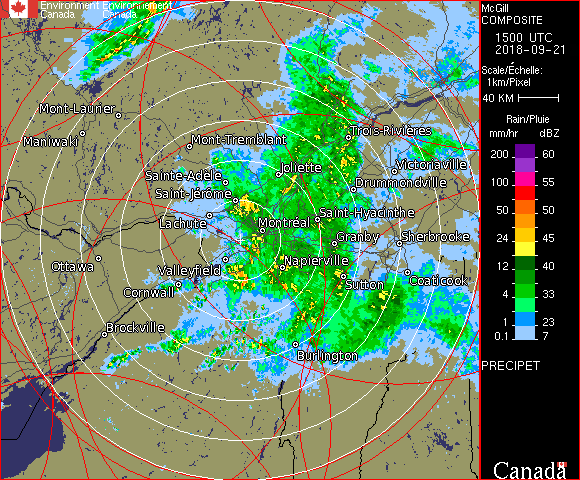 Environment Environnement
Canada Canada
McGill
COMPOSITE
1500 UTC
2018-09-21
Scale/Échelle:
1km/Pixel
40 KM
Rain/Pluie
mm/hr dBZ
200 60
100 55
50 50
24 45
12 40
4 33
1 23
0.1 7
PRECIPET
Canada
Mont-Laurier
Maniwaki
Mont-Tremblant
Trois-Rivières
Joliette
Victoriaville
Sainte-Adèle
Drummondville
Saint-Jérôme
Saint-Hyacinthe
Lachute
Montréal
Granby
Sherbrooke
Ottawa
Valleyfield
Napierville
Sutton
Coaticook
Cornwall
Brockville
Burlington